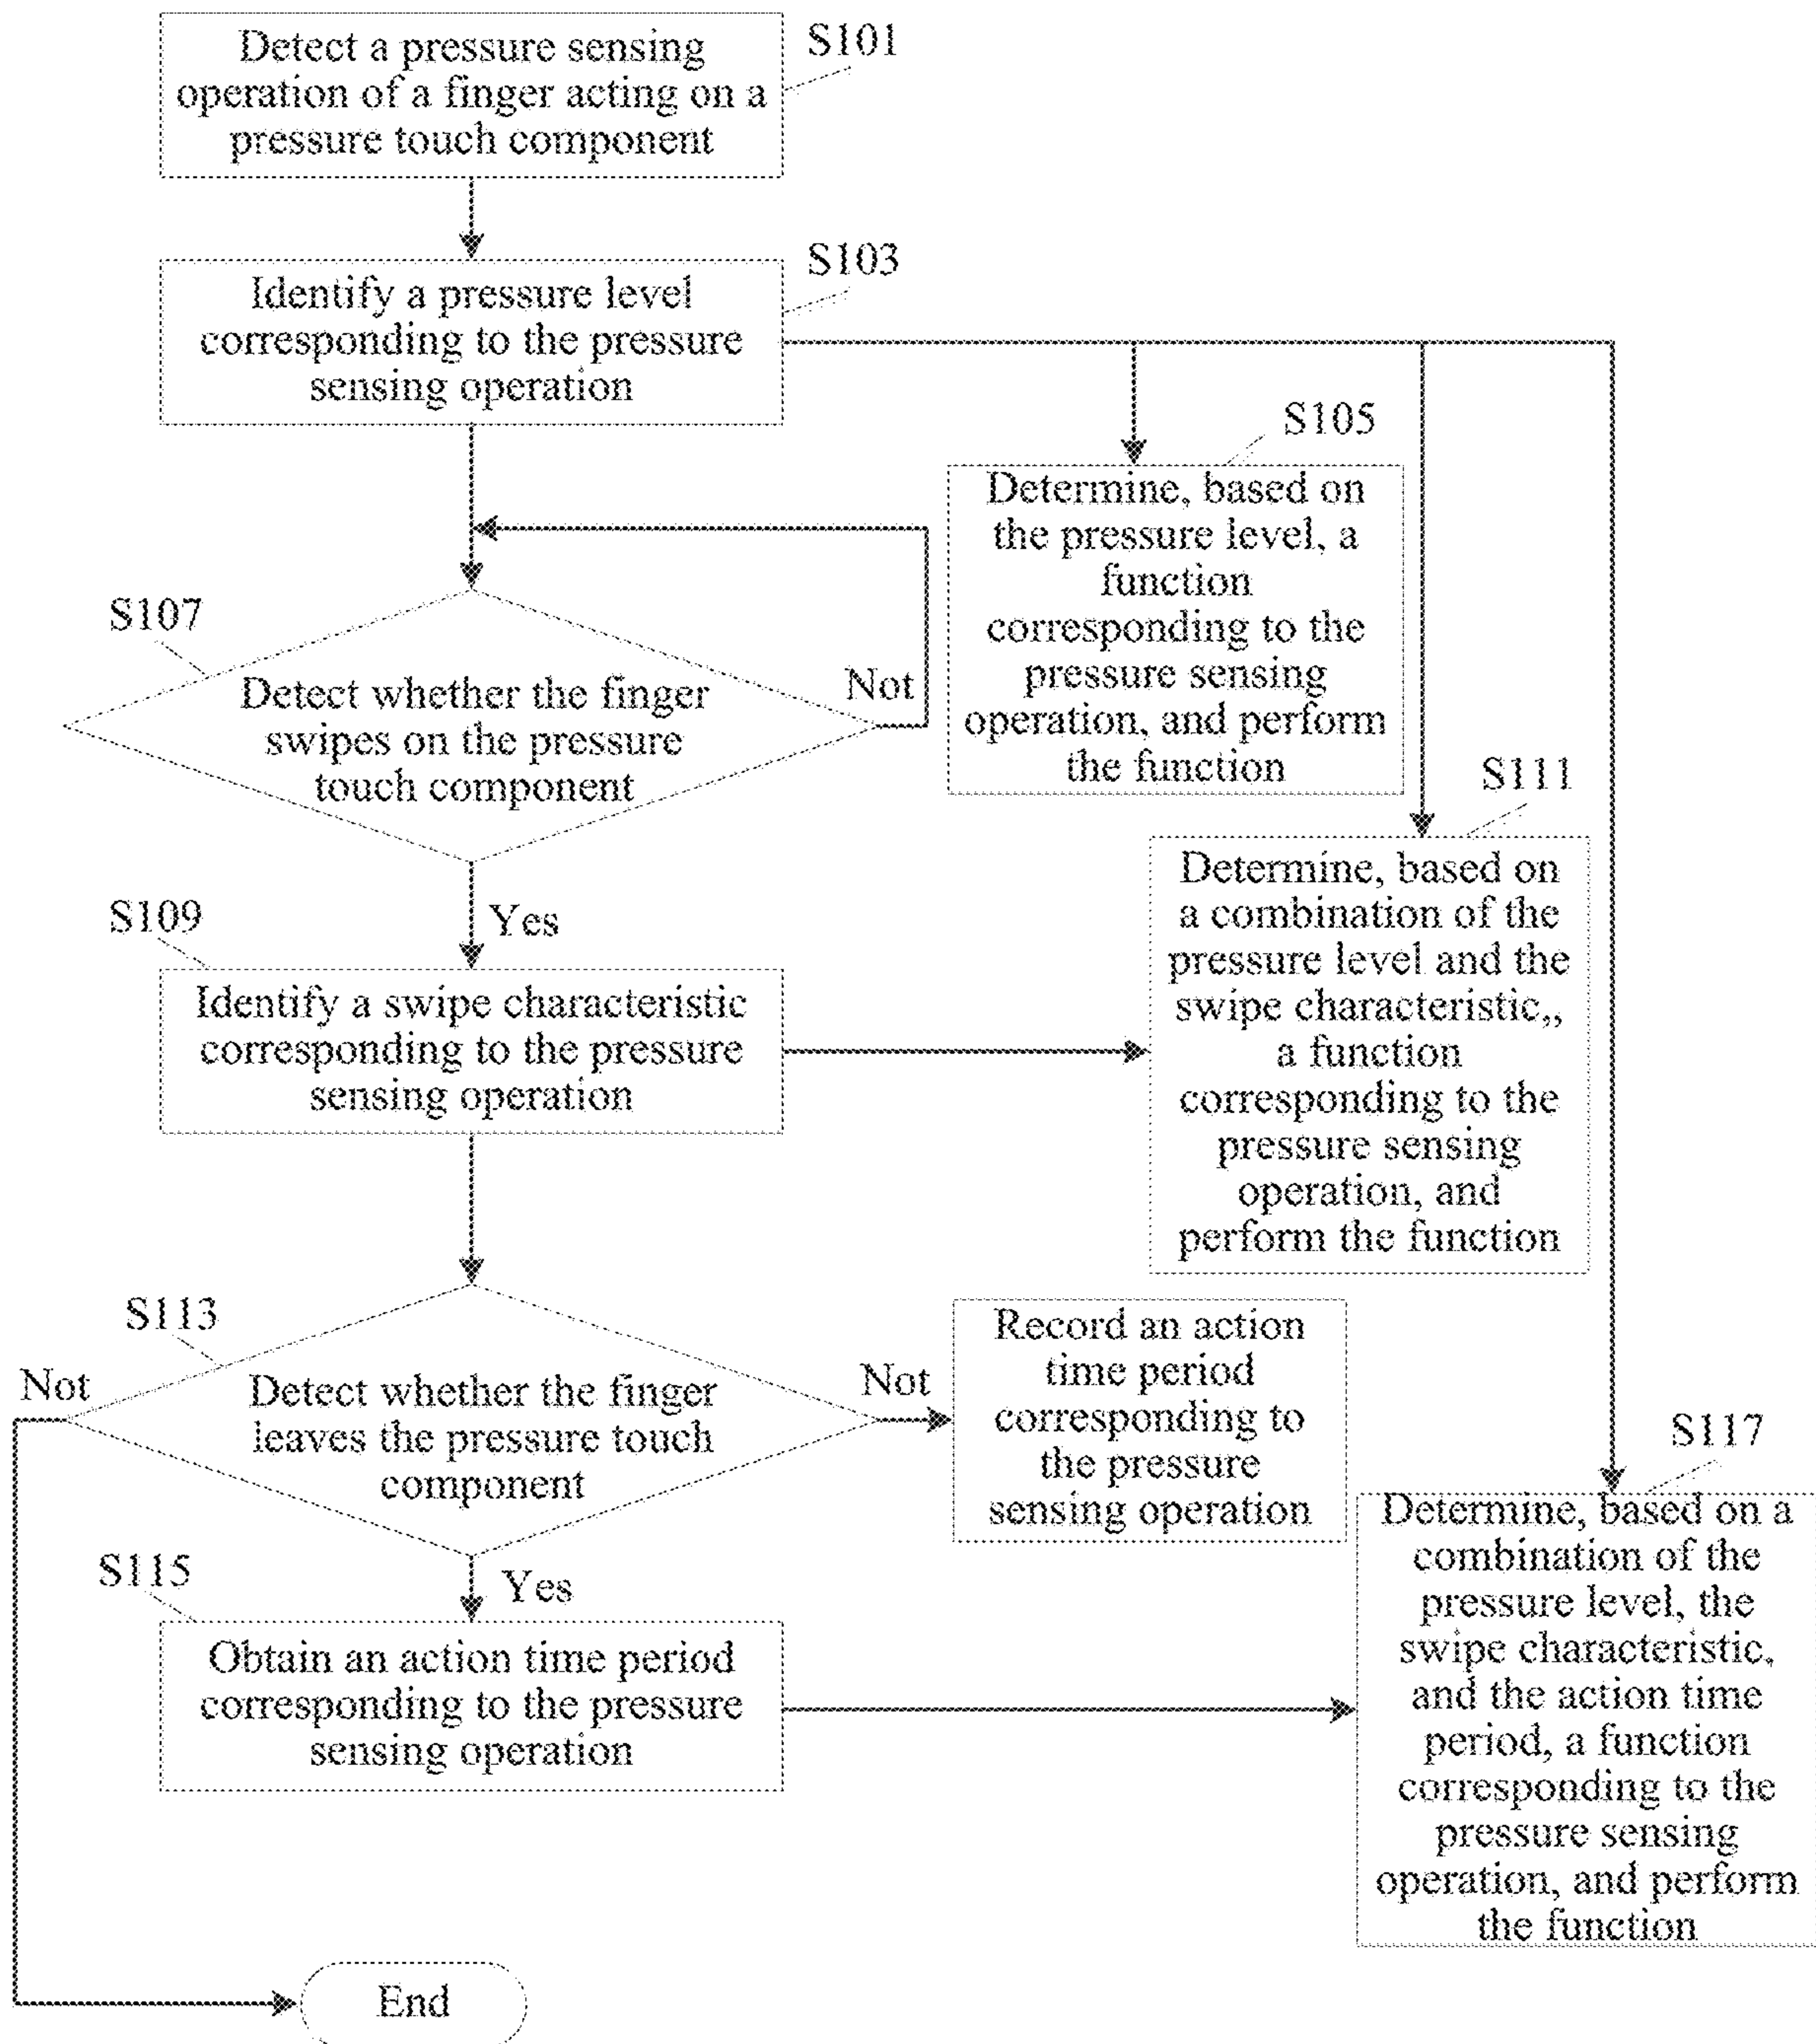 Detect a pressure sensing
operation of a finger acting on a
pressure touch component
S101
Identify a pressure level
corresponding to the pressure
sensing operation
S103
S105
Determine, based on
the pressure level, a
function
corresponding to the
pressure sensing
operation, and perform
the function
S107
Detect whether the finger
swipes on the pressure
touch component
Not
Yes
S109
Identify a swipe characteristic
corresponding to the pressure
sensing operation
S111
Determine, based on
a combination of the
pressure level and the
swipe characteristic,,
a function
corresponding to the
pressure sensing
operation, and
perform the function
S113
Not
Detect whether the finger
leaves the pressure touch
component
Not
Record an action
time period
corresponding to
the pressure
sensing operation
Yes
S115
Obtain an action time period
corresponding to the pressure
sensing operation
S117
Determine, based on a
combination of the
pressure level, the
swipe characteristic,
and the action time
period, a function
corresponding to the
pressure sensing
operation, and perform
the function
End